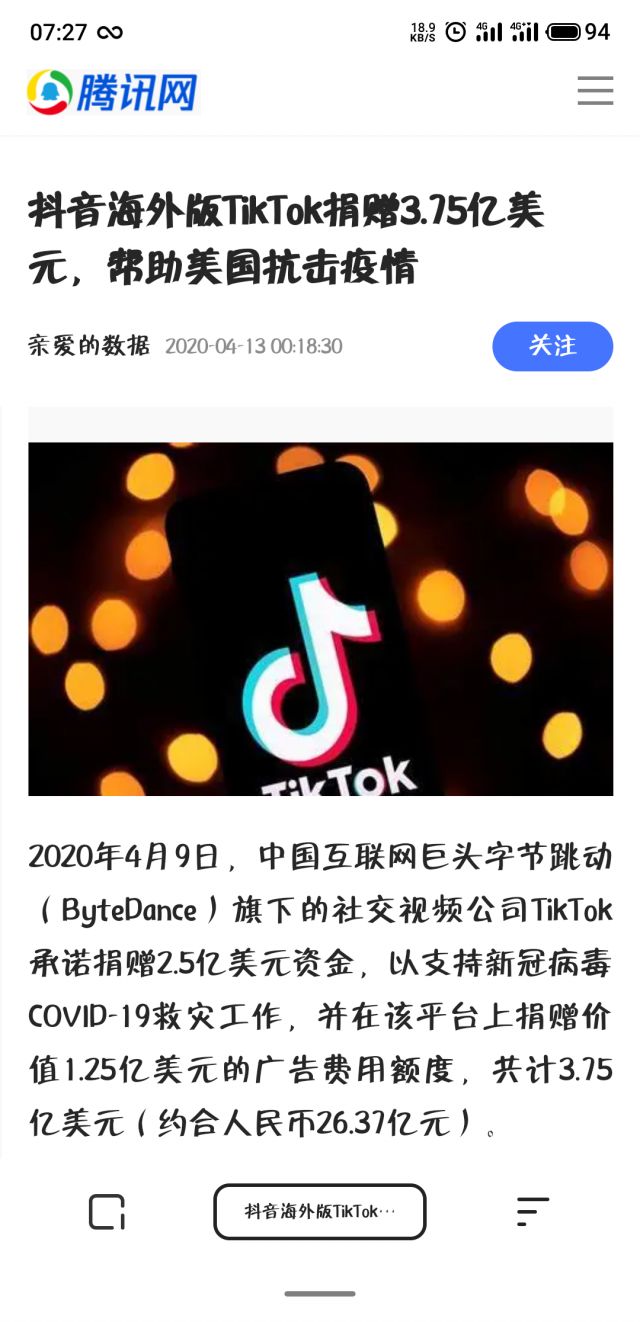 07:27
18.9
KB/S
4G
4G+
94
腾讯网
抖音海外版TikTok捐赠3.75亿美
元，帮助美国抗击疫情
亲爱的数据 2020-04-13 00:18:30
关注
TikTok
2020年4月9日，中国互联网巨头字节跳动
（ByteDance）旗下的社交视频公司TikTok
承诺捐赠2.5亿美元资金，以支持新冠病毒
COVID-19救灾工作，并在该平台上捐赠价
值1.25亿美元的广告费用额度，共计3.75
亿美元（约合人民币26.37亿元）。
抖音海外版TikTok…